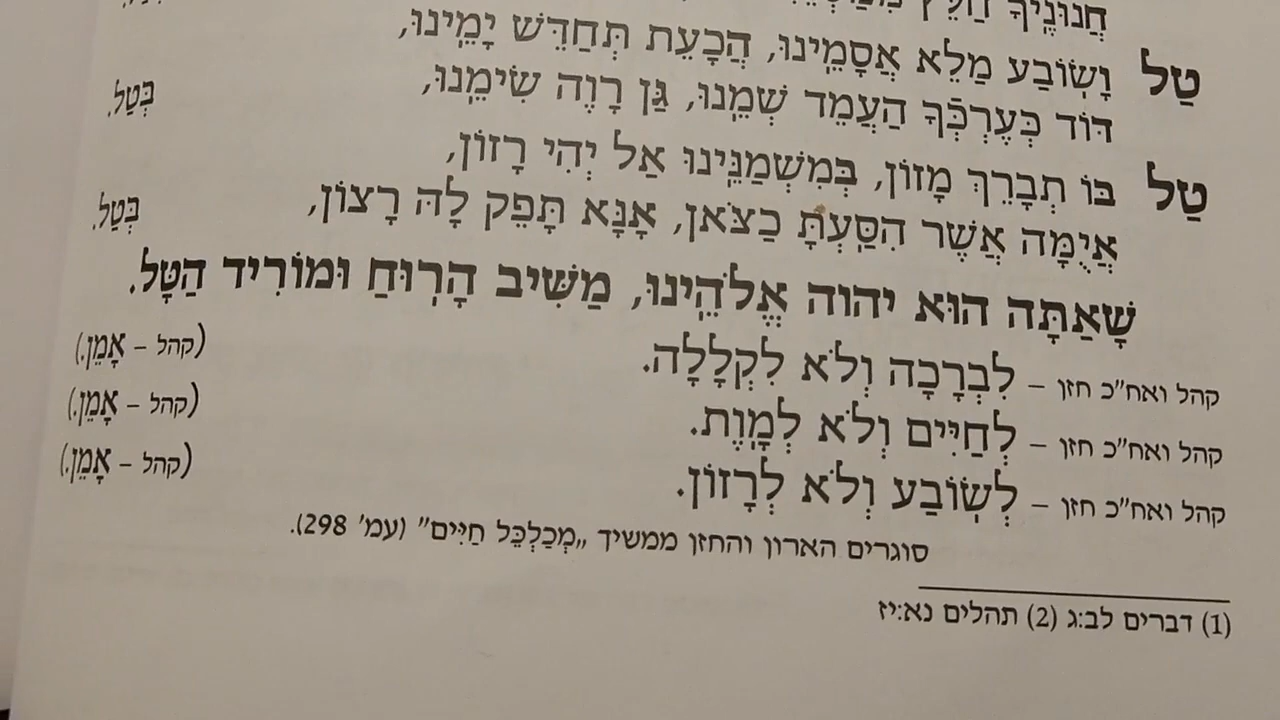 חֲנוּנֶיךָ חַלֵּץ
טַל וָשׂוֹבַע מַלֵּא אֲסָמֵינוּ, הֲכָעֵת תְּחַדֵּשׁ יָמֵינוּ,
דּוֹד כְּעֶרְכְּךָ הַעֲמֵד שְׁמֵנוּ, גַּן רָוֶה שִׂימֵנוּ, בְּטַל.
טַל בּוֹ תְבָרֵךְ מָזוֹן, בְּמִשְׁמַנֵּינוּ אַל יְהִי רָזוֹן,
אֲיֻמָּה אֲשֶׁר הִסַּעְתָּ כַצֹּאן, אָנָּא תָּפֵק לָהּ רָצוֹן, בְּטַל.
שָׁאַתָּה הוּא יהוה אֱלֹהֵינוּ, מַשִּׁיב הָרְוּחַ וּמוֹרִיד הַטָּל.
קהל ואח״כ חזן – לִבְרָכָה וְלֹא לִקְלָלָה. (קהל – אָמֵן.)
קהל ואח״כ חזן – לְחַיִּים וְלֹא לְמָוֶת. (קהל – אָמֵן.)
קהל ואח״כ חזן – לְשׂוֹבַע וְלֹא לְרָזוֹן. (קהל – אָמֵן.)
סוגרים הארון והחזן ממשיך „מְכַלְכֵּל חַיִּים” (עמ׳ 298).
(1) דברים לב:ג (2) תהלים נא:יז